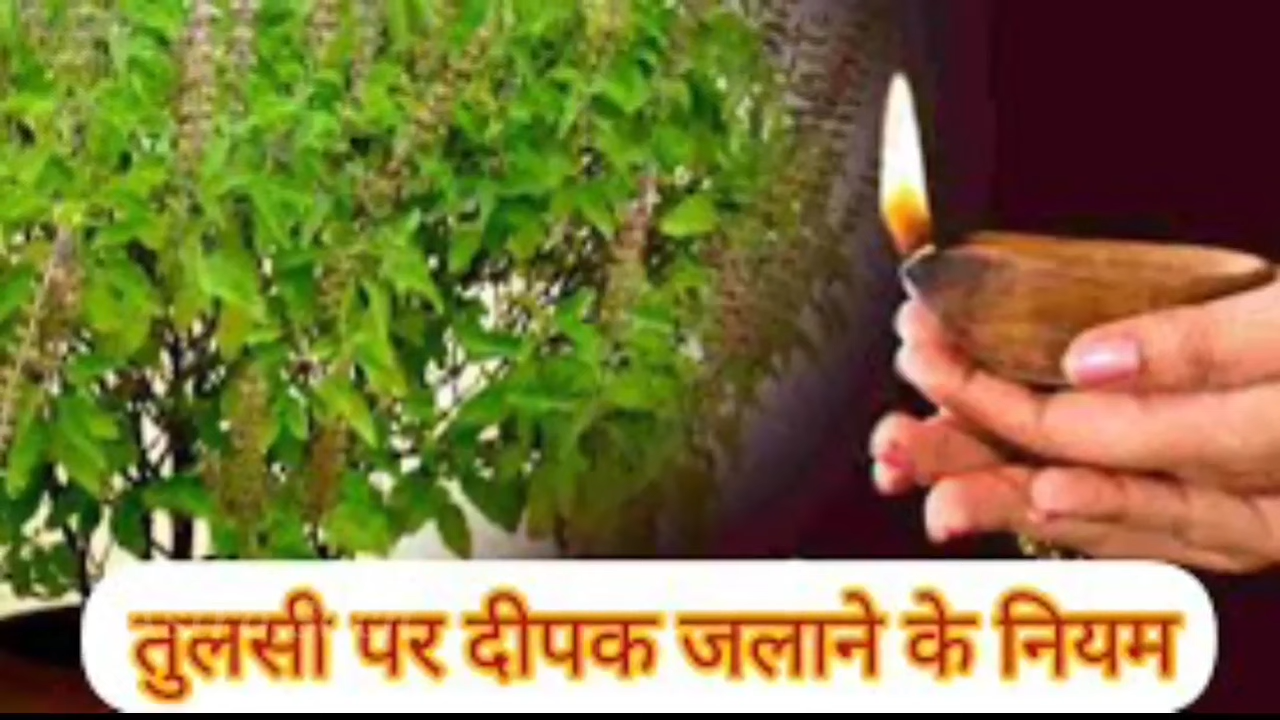 तुलसी पर दीपक जलाने के नियम